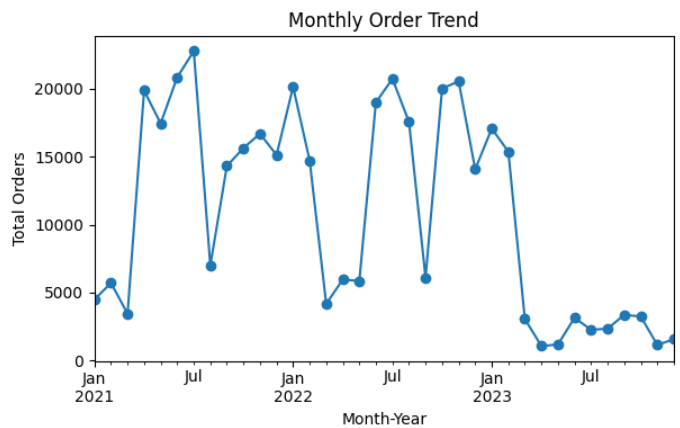 Monthly Order Trend
20000
15000
10000
5000
0
Total Orders
Jan Jul Jan Jul Jan Jul
2021 2022 2023
Month-Year